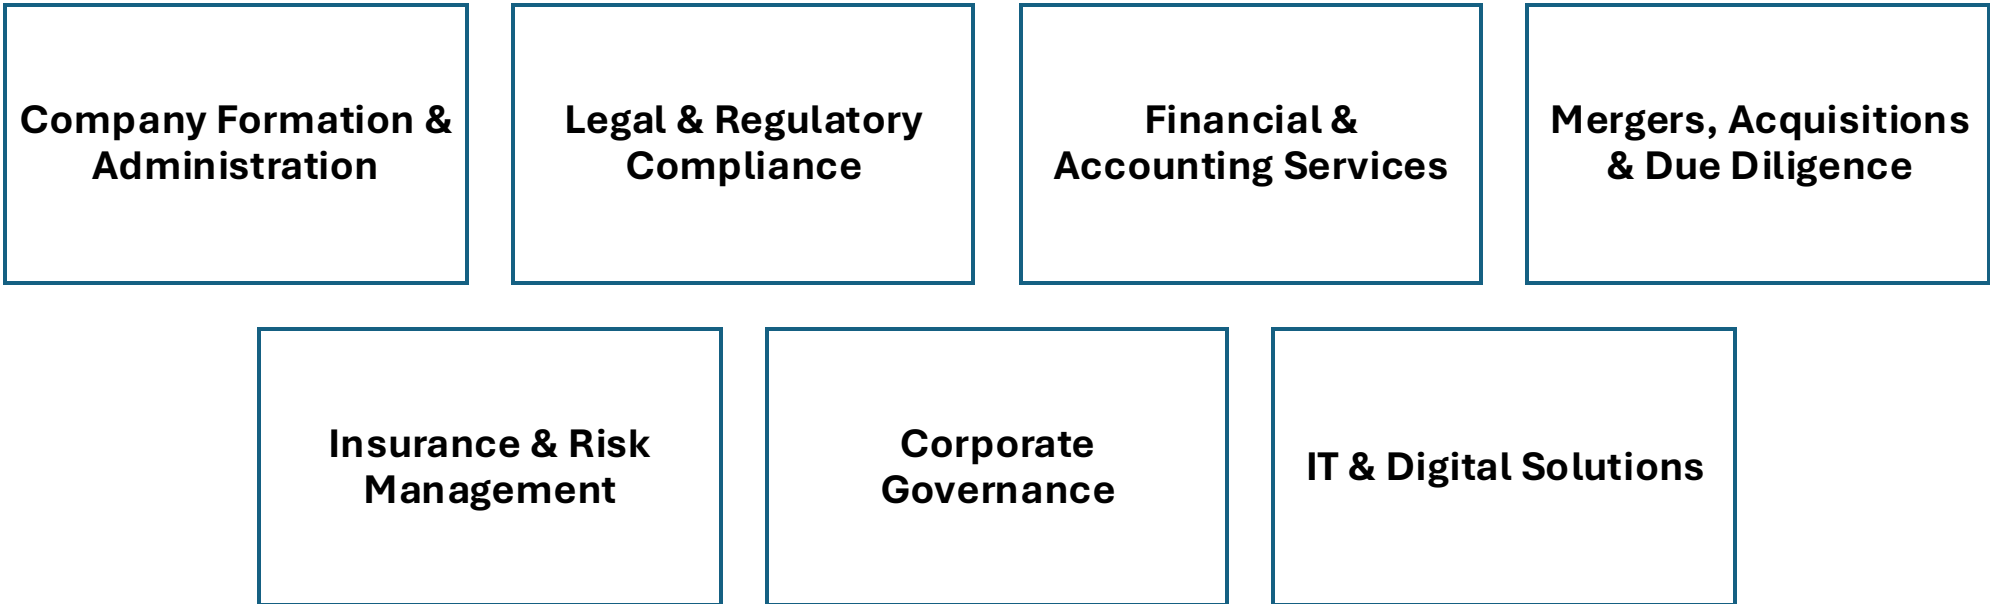 Company Formation &
Administration
Legal & Regulatory
Compliance
Financial &
Accounting Services
Mergers, Acquisitions
& Due Diligence
Insurance & Risk
Management
Corporate
Governance
IT & Digital Solutions